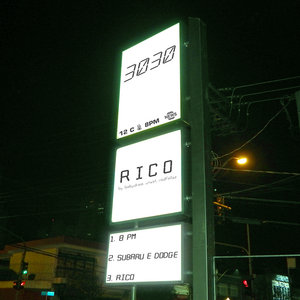 3030
12 C 8PM
RICO
1. 8 PM
2. SUBARU E DODGE
3. RICO